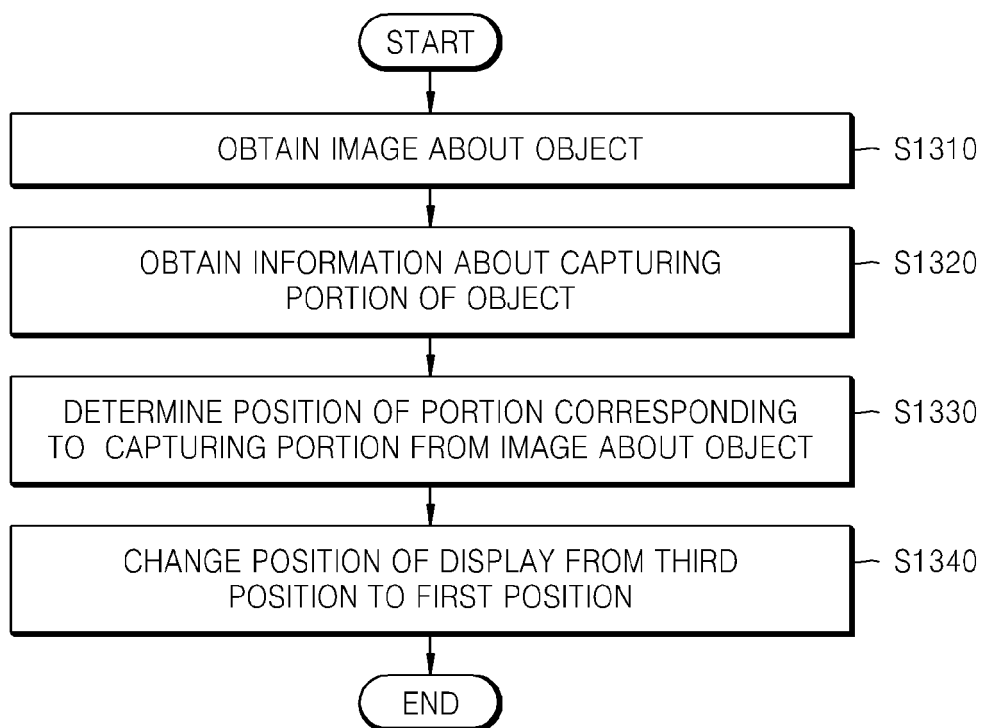 START
OBTAIN IMAGE ABOUT OBJECT
S1310
OBTAIN INFORMATION ABOUT CAPTURING
PORTION OF OBJECT
S1320
DETERMINE POSITION OF PORTION CORRESPONDING
TO CAPTURING PORTION FROM IMAGE ABOUT OBJECT
S1330
CHANGE POSITION OF DISPLAY FROM THIRD
POSITION TO FIRST POSITION
S1340
END